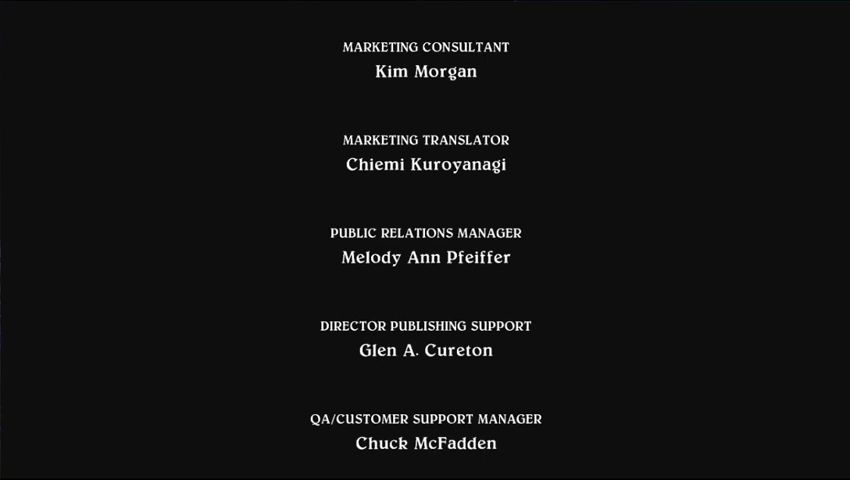 MARKETING CONSULTANT
Kim Morgan
MARKETING TRANSLATOR
Chiemi Kuroyanagi
PUBLIC RELATIONS MANAGER
Melody Ann Pfeiffer
DIRECTOR PUBLISHING SUPPORT
Glen A. Cureton
QA/CUSTOMER SUPPORT MANAGER
Chuck McFadden